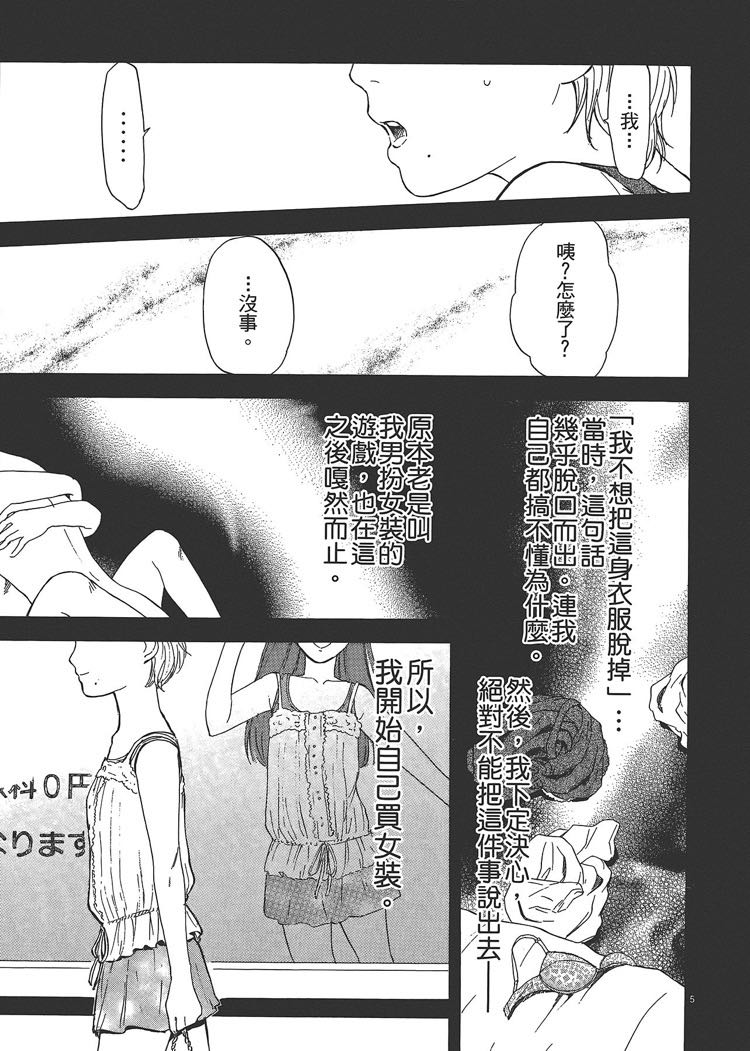 …我…
……
咦?怎麼了?
…沒事。
「我不想把這身衣服脫掉」…
當時,這句話
幾乎脫口而出。連我
自己都搞不懂為什麼。
然後,我下定決心
絕對不能把這件事說出去──
原本老是叫
我男扮女裝的
遊戲,也在這
之後嘎然而止。
所以,
我開始自己買女裝。
料0円
なります
5